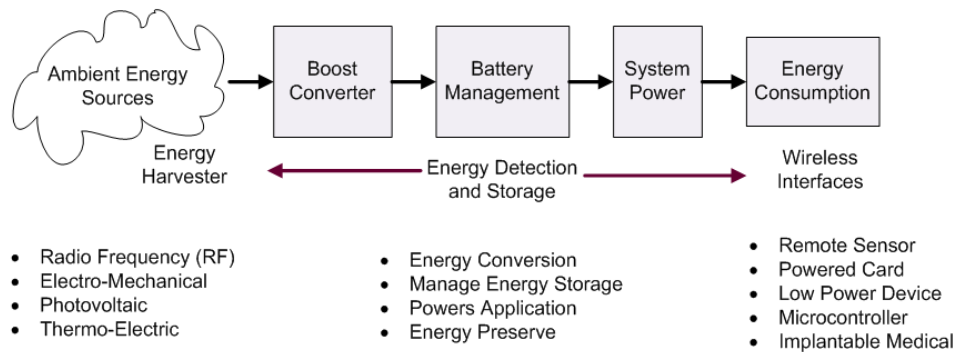 Ambient Energy
Sources
Boost
Converter
Battery
Management
System
Power
Energy
Consumption
Energy
Harvester
Energy Detection
and Storage
Wireless
Interfaces
• Radio Frequency (RF)
• Electro-Mechanical
• Photovoltaic
• Thermo-Electric
• Energy Conversion
• Manage Energy Storage
• Powers Application
• Energy Preserve
• Remote Sensor
• Powered Card
• Low Power Device
• Microcontroller
• Implantable Medical